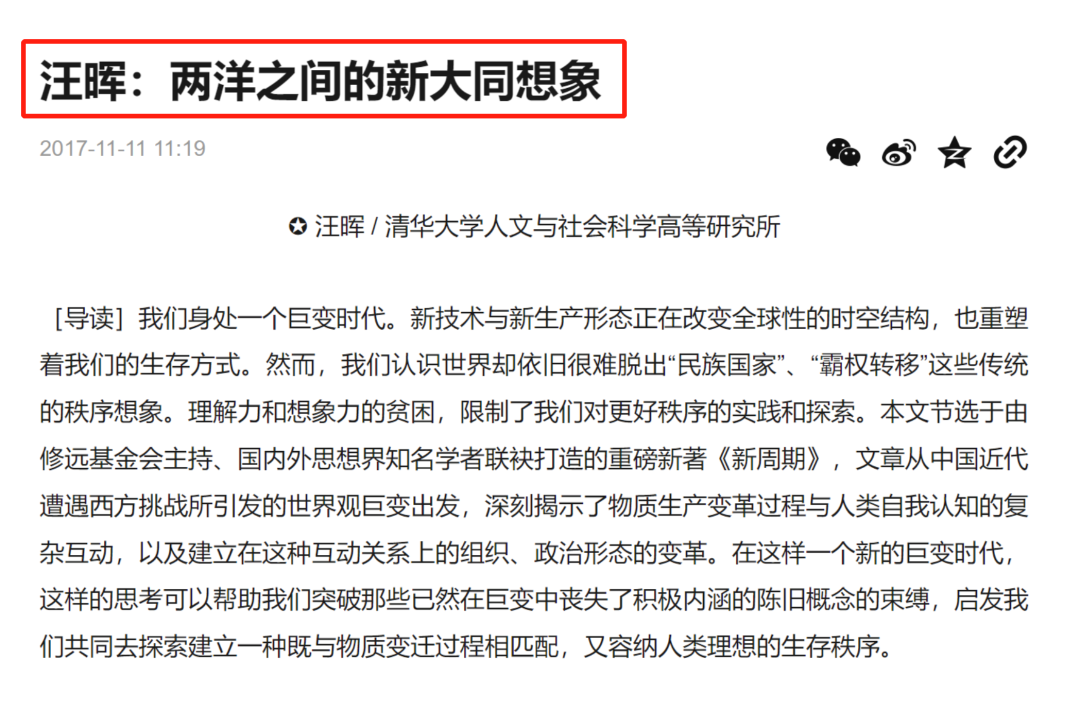 汪晖：两洋之间的新大同想象
2017-11-11 11:19
✪ 汪晖 / 清华大学人文与社会科学高等研究所
［导读］我们身处一个巨变时代。新技术与新生产形态正在改变全球性的时空结构，也重塑
着我们的生存方式。然而，我们认识世界却依旧很难脱出“民族国家”、“霸权转移”这些传统
的秩序想象。理解力和想象力的贫困，限制了我们对更好秩序的实践和探索。本文节选于由
修远基金会主持、国内外思想界知名学者联袂打造的重磅新著《新周期》，文章从中国近代
遭遇西方挑战所引发的世界观巨变出发，深刻揭示了物质生产变革过程与人类自我认知的复
杂互动，以及建立在这种互动关系上的组织、政治形态的变革。在这样一个新的巨变时代，
这样的思考可以帮助我们突破那些已然在巨变中丧失了积极内涵的陈旧概念的束缚，启发我
们共同去探索建立一种既与物质变迁过程相匹配，又容纳人类理想的生存秩序。